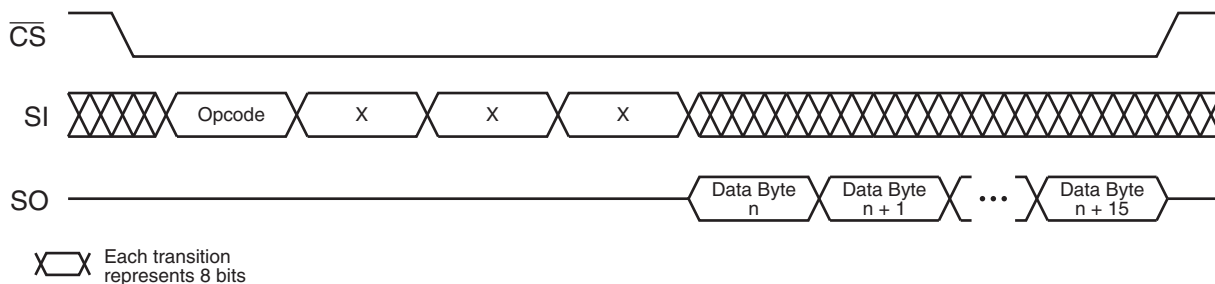 CS
SI
Opcode X X X
SO
Data Byte n
Data Byte n + 1
•••
Data Byte n + 15
Each transition
represents 8 bits